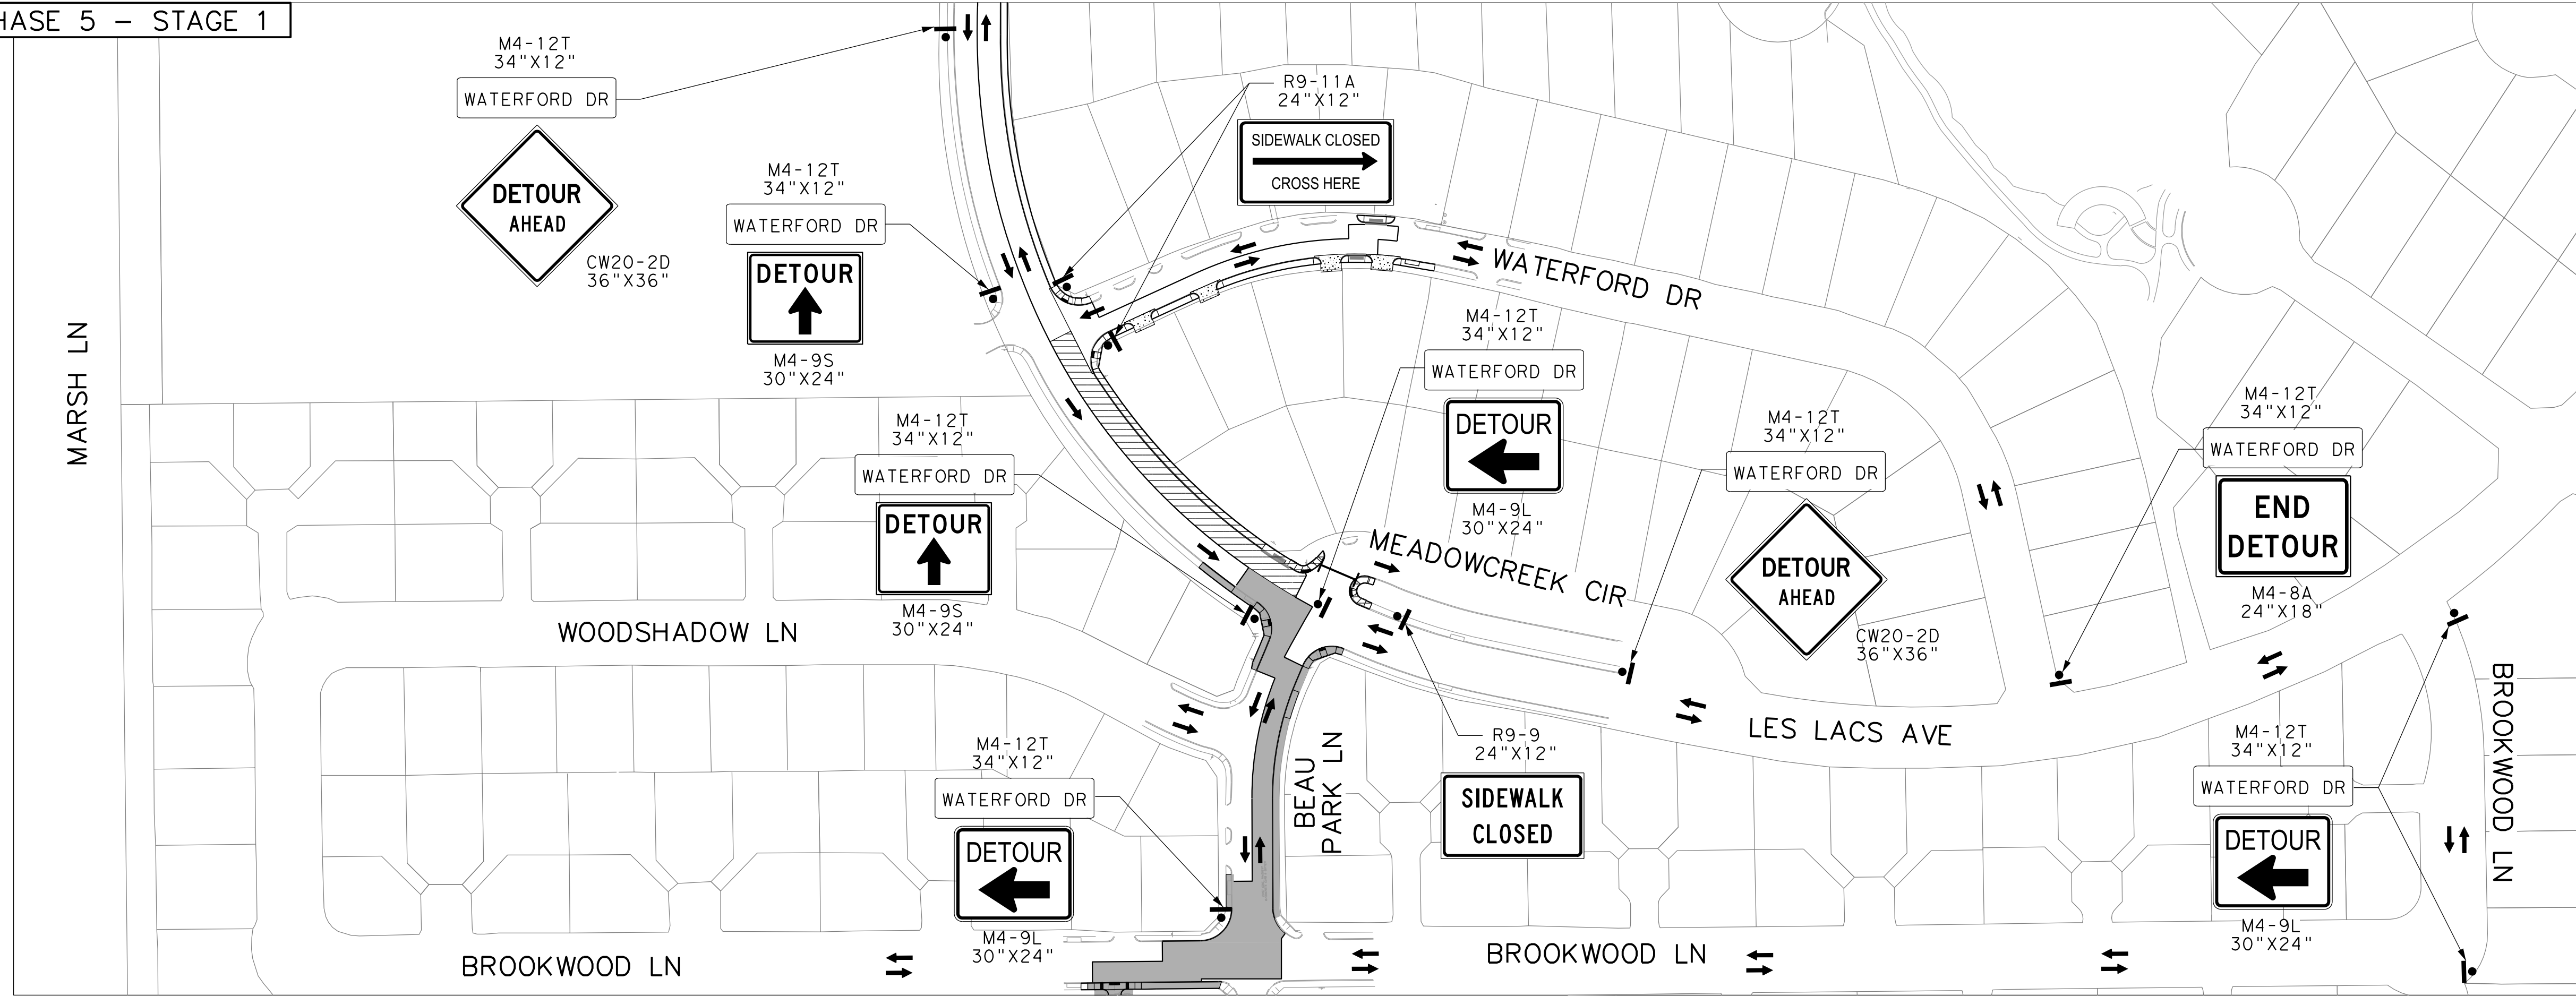 HASE 5 - STAGE 1
M4-12T
34"X12"
WATERFORD DR
DETOUR
AHEAD
CW20-2D
36"X36"
M4-12T
34"X12"
WATERFORD DR
DETOUR
M4-9S
30"X24"
R9-11A
24"X12"
SIDEWALK CLOSED
CROSS HERE
WATERFORD DR
MARSH LN
M4-12T
34"X12"
WATERFORD DR
DETOUR
M4-9S
30"X24"
M4-12T
34"X12"
WATERFORD DR
DETOUR
M4-9L
30"X24"
MEADOWCREEK CIR
M4-12T
34"X12"
WATERFORD DR
DETOUR
AHEAD
CW20-2D
36"X36"
M4-12T
34"X12"
WATERFORD DR
END
DETOUR
M4-8A
24"X18"
WOODSHADOW LN
M4-12T
34"X12"
WATERFORD DR
DETOUR
M4-9L
30"X24"
BEAU
PARK LN
R9-9
24"X12"
SIDEWALK
CLOSED
LES LACS AVE
M4-12T
34"X12"
WATERFORD DR
DETOUR
M4-9L
30"X24"
BROOKWOOD LN
BROOKWOOD LN
BROOKWOOD LN